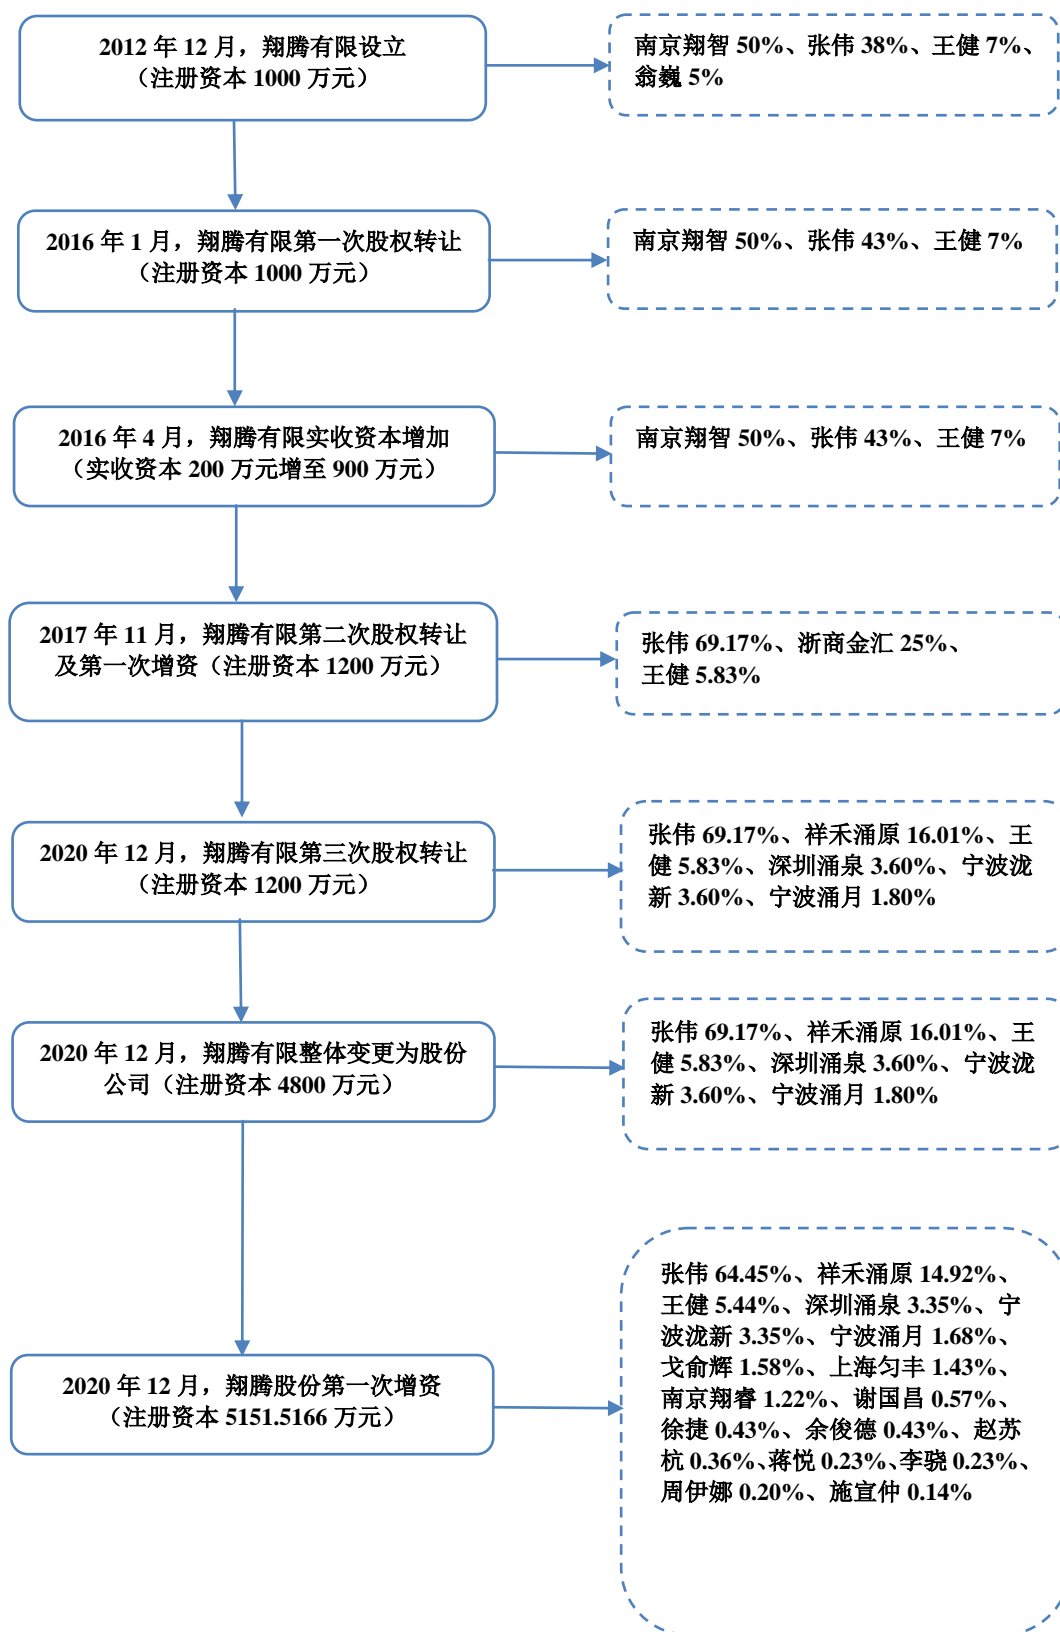 2012 年 12 月，翔腾有限设立
（注册资本 1000 万元）
南京翔智 50%、张伟 38%、王健 7%、
翁巍 5%
2016 年 1 月，翔腾有限第一次股权转让
（注册资本 1000 万元）
南京翔智 50%、张伟 43%、王健 7%
2016 年 4 月，翔腾有限实收资本增加
（实收资本 200 万元增至 900 万元）
南京翔智 50%、张伟 43%、王健 7%
2017 年 11 月，翔腾有限第二次股权转让
及第一次增资（注册资本 1200 万元）
张伟 69.17%、浙商金汇 25%、
王健 5.83%
2020 年 12 月，翔腾有限第三次股权转让
（注册资本 1200 万元）
张伟 69.17%、祥禾涌原 16.01%、王
健 5.83%、深圳涌泉 3.60%、宁波泷
新 3.60%、宁波涌月 1.80%
2020 年 12 月，翔腾有限整体变更为股份
公司（注册资本 4800 万元）
张伟 69.17%、祥禾涌原 16.01%、王
健 5.83%、深圳涌泉 3.60%、宁波泷
新 3.60%、宁波涌月 1.80%
2020 年 12 月，翔腾股份第一次增资
（注册资本 5151.5166 万元）
张伟 64.45%、祥禾涌原 14.92%、
王健 5.44%、深圳涌泉 3.35%、宁
波泷新 3.35%、宁波涌月 1.68%、
戈俞辉 1.58%、上海匀丰 1.43%、
南京翔睿 1.22%、谢国昌 0.57%、
徐捷 0.43%、余俊德 0.43%、赵苏
杭 0.36%、蒋悦 0.23%、李骁 0.23%、
周伊娜 0.20%、施宣仲 0.14%